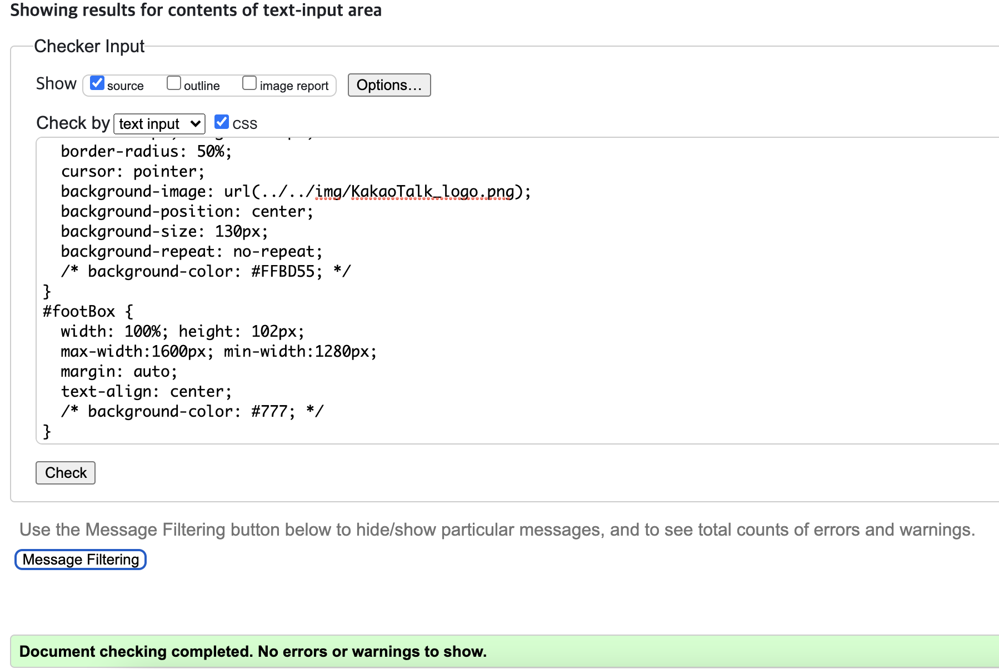 Showing results for contents of text-input area
Checker Input
Show source outline image report Options...
Check by text input CSS
border-radius: 50%;
cursor: pointer;
background-image: url(../../img/KakaoTalk_logo.png);
background-position: center;
background-size: 130px;
background-repeat: no-repeat;
/* background-color: #FFBD55; */
}
#footBox {
width: 100%; height: 102px;
max-width:1600px; min-width:1280px;
margin: auto;
text-align: center;
/* background-color: #777; */
}
Check
Use the Message Filtering button below to hide/show particular messages, and to see total counts of errors and warnings.
Message Filtering
Document checking completed. No errors or warnings to show.